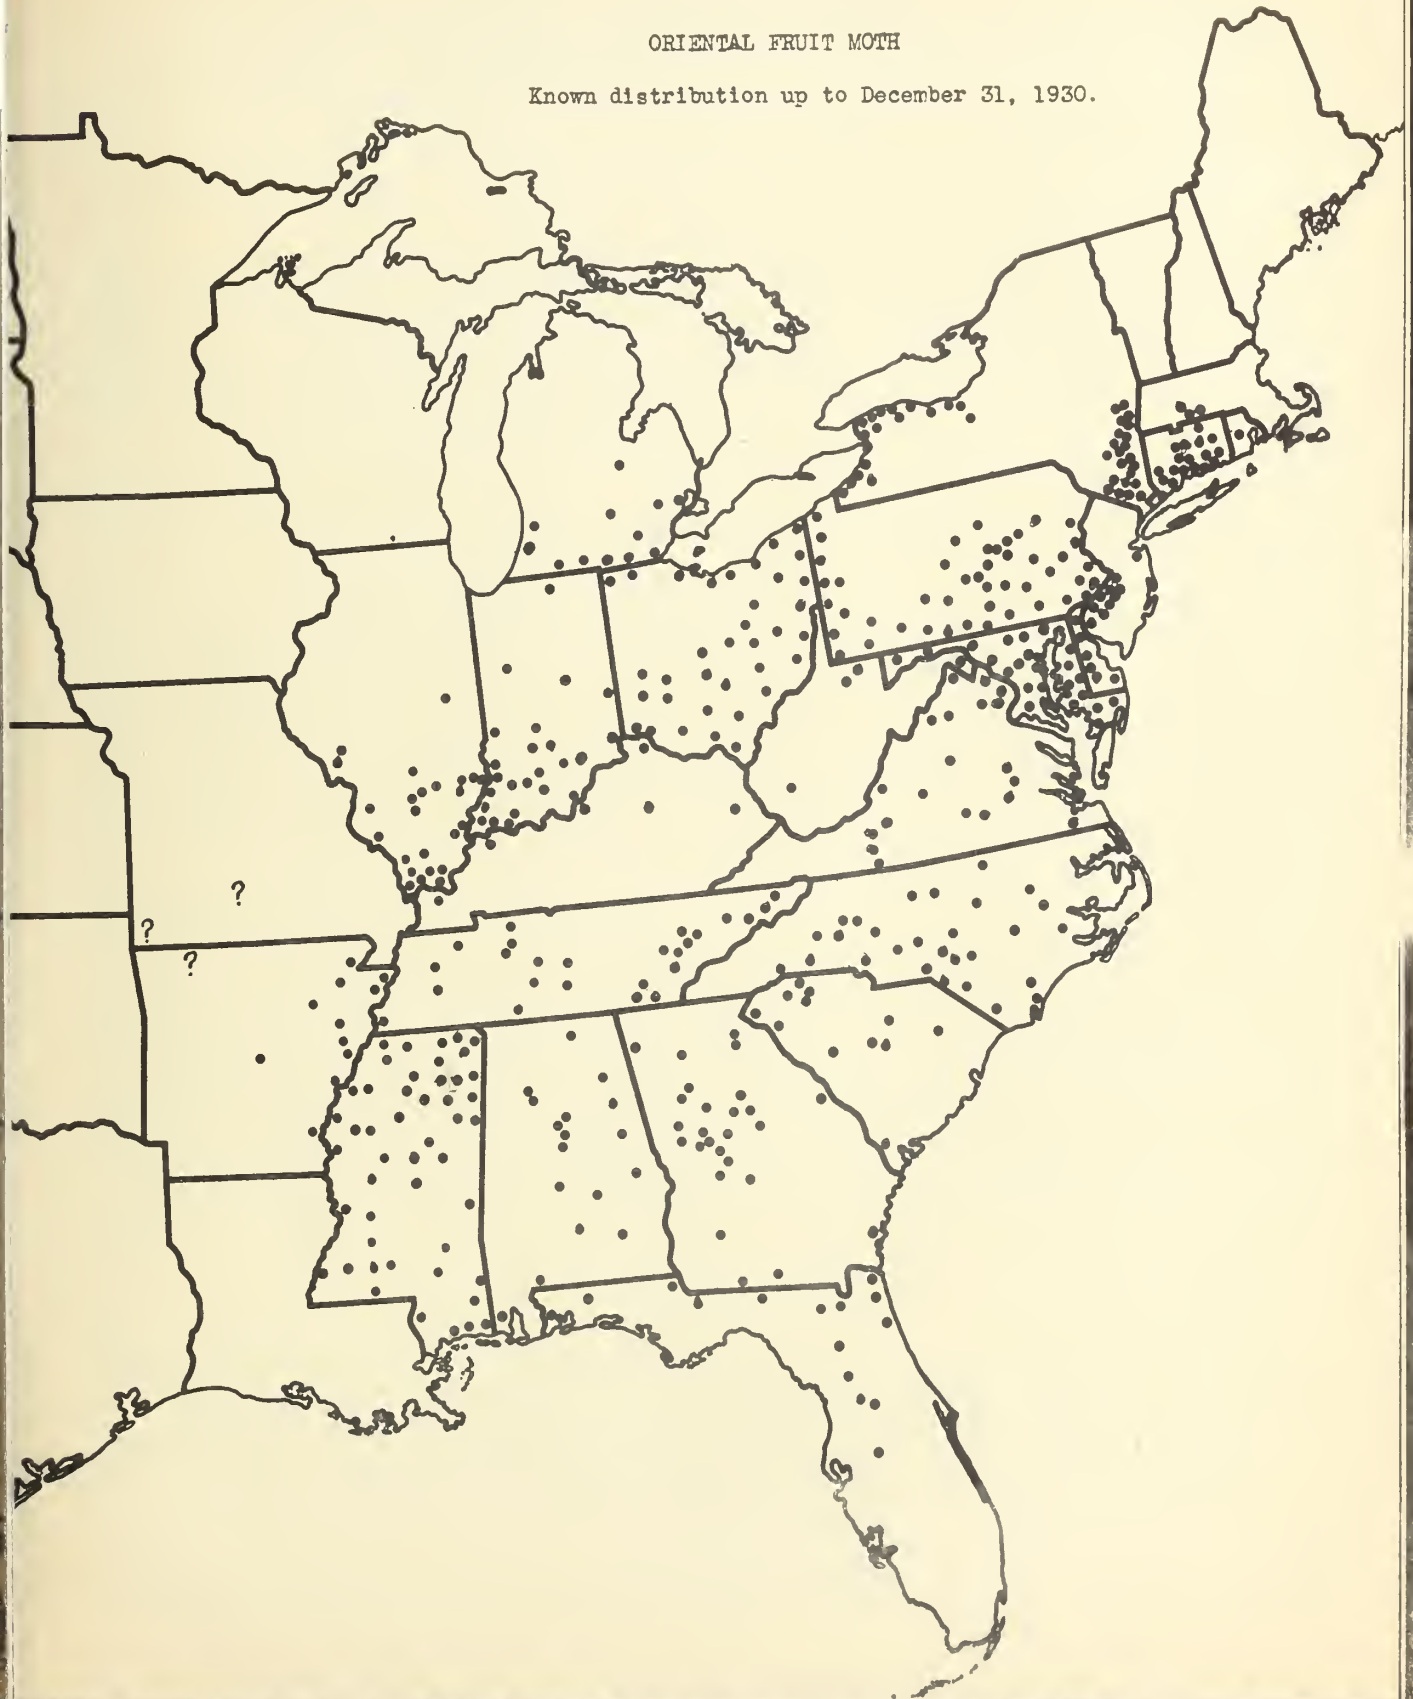 ORIENTAL FRUIT MOTH
Known distribution up to December 31, 1930.
?
?
?